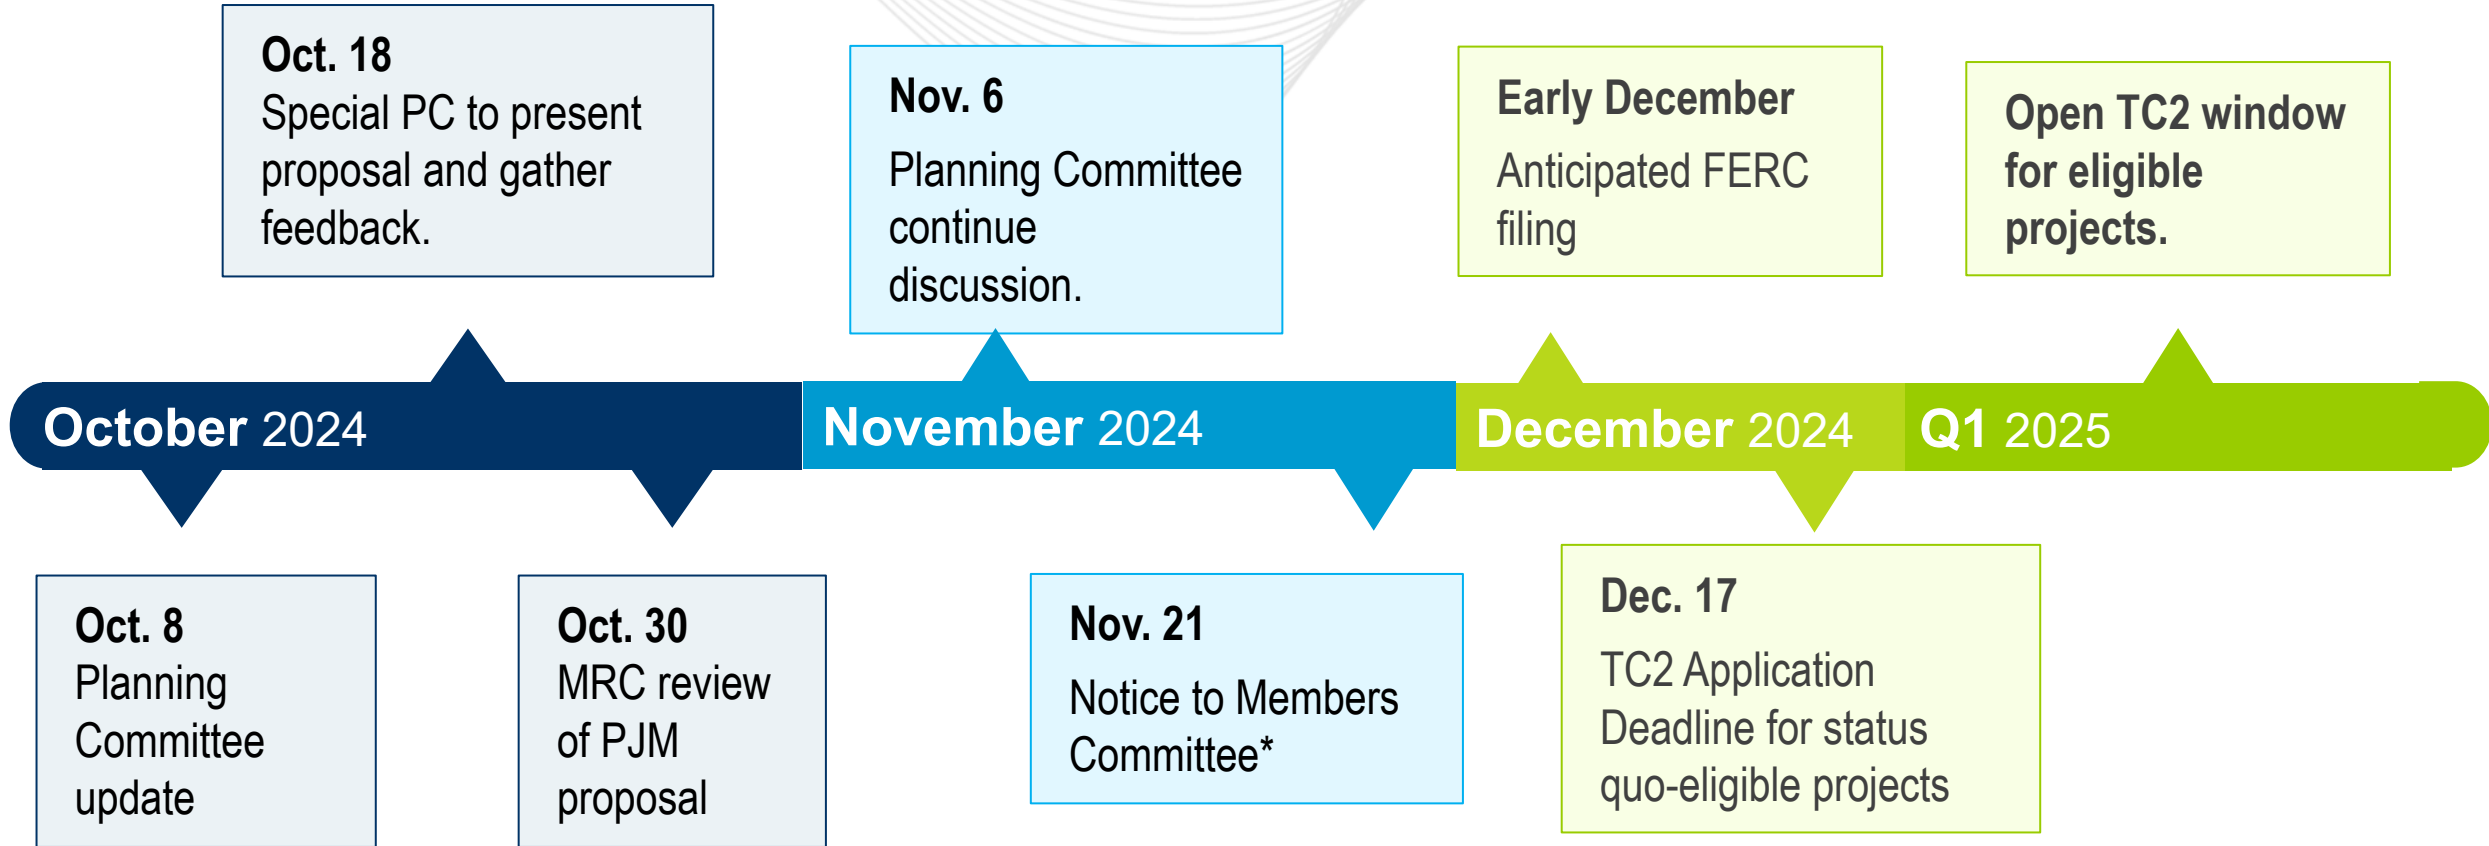 Oct. 18
Special PC to present
proposal and gather
feedback.
Nov. 6
Planning Committee
continue
discussion.
Early December
Anticipated FERC
filing
Open TC2 window
for eligible
projects.
October 2024
November 2024
December 2024
Q1 2025
Oct. 8
Planning
Committee
update
Oct. 30
MRC review
of PJM
proposal
Nov. 21
Notice to Members
Committee*
Dec. 17
TC2 Application
Deadline for status
quo-eligible projects